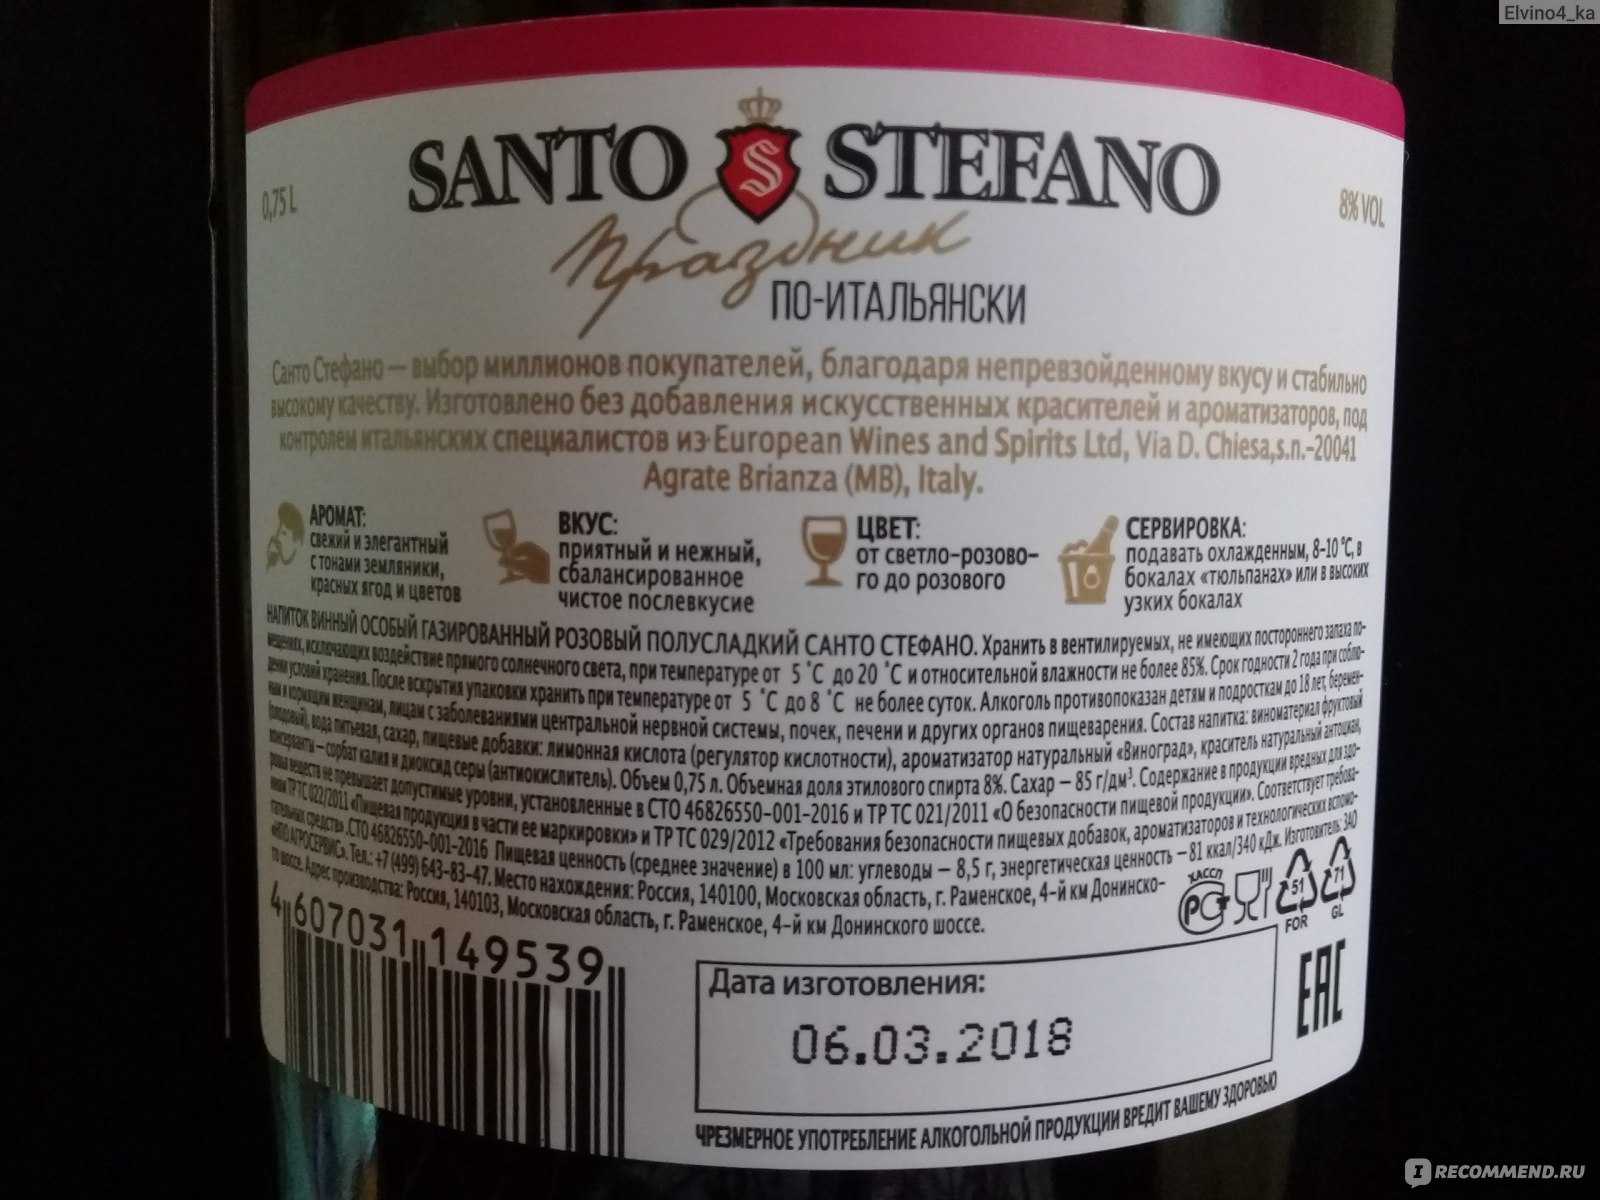 Elvino4_ka
SANTO S STEFANO
0,75 L
8% VOL
Праздник
ПО-ИТАЛЬЯНСКИ
Санто Стефано — выбор миллионов покупателей, благодаря непревзойденному вкусу и стабильно
высокому качеству. Изготовлено без добавления искусственных красителей и ароматизаторов, под
контролем итальянских специалистов из European Wines and Spirits Ltd, Via D. Chiesa,s.n.-20041
Agrate Brianza (MB), Italy.
АРОМАТ:
свежий и элегантный
с тонами земляники,
красных ягод и цветов
ВКУС:
приятный и нежный,
сбалансированное
чистое послевкусие
ЦВЕТ:
от светло-розово-
го до розового
СЕРВИРОВКА:
подавать охлажденным, 8-10 °С, в
бокалах «тюльпанах» или в высоких
узких бокалах
НАПИТОК ВИННЫЙ ОСОБЫЙ ГАЗИРОВАННЫЙ РОЗОВЫЙ ПОЛУСЛАДКИЙ САНТО СТЕФАНО. Хранить в вентилируемых, не имеющих постороннего запаха по-
мещениях, исключающих воздействие прямого солнечного света, при температуре от 5 °С до 20 °С и относительной влажности не более 85%. Срок годности 2 года при соблю-
дении условий хранения. После вскрытия упаковки хранить при температуре от 5 °С до 8 °С не более суток. Алкоголь противопоказан детям и подросткам до 18 лет, беремен-
ным и кормящим женщинам, лицам с заболеваниями центральной нервной системы, почек, печени и других органов пищеварения. Состав напитка: виноматериал фруктовый
(плодовый), вода питьевая, сахар, пищевые добавки: лимонная кислота (регулятор кислотности), ароматизатор натуральный «Виноград», краситель натуральный антоциан,
консерванты – сорбат калия и диоксид серы (антиокислитель). Объем 0,75 л. Объемная доля этилового спирта 8%. Сахар – 85 г/дм³. Содержание в продукции вредных для здо-
ровья веществ не превышает допустимые уровни, установленные в СТО 46826550-001-2016 и ТР ТС 021/2011 «О безопасности пищевой продукции». Соответствует требова-
ниям ТР ТС 022/2011 «Пищевая продукция в части ее маркировки» и ТР ТС 029/2012 «Требования безопасности пищевых добавок, ароматизаторов и технологических вспомо-
гательных средств». СТО 46826550-001-2016 Пищевая ценность (среднее значение) в 100 мл: углеводы – 8,5 г, энергетическая ценность – 81 ккал/340 кДж. Изготовитель: ЗАО
«НПО АГРОСЕРВИС». Тел.: +7 (499) 643-83-47. Место нахождения: Россия, 140100, Московская область, г. Раменское, 4-й км Донинско-
го шоссе. Адрес производства: Россия, 140103, Московская область, г. Раменское, 4-й км Донинского шоссе.
ХАССП
РСТ
51
FOR
71
GL
4 607031 149539
Дата изготовления:
06.03.2018
EAC
ЧРЕЗМЕРНОЕ УПОТРЕБЛЕНИЕ АЛКОГОЛЬНОЙ ПРОДУКЦИИ ВРЕДИТ ВАШЕМУ ЗДОРОВЬЮ
IRECOMMEND.RU